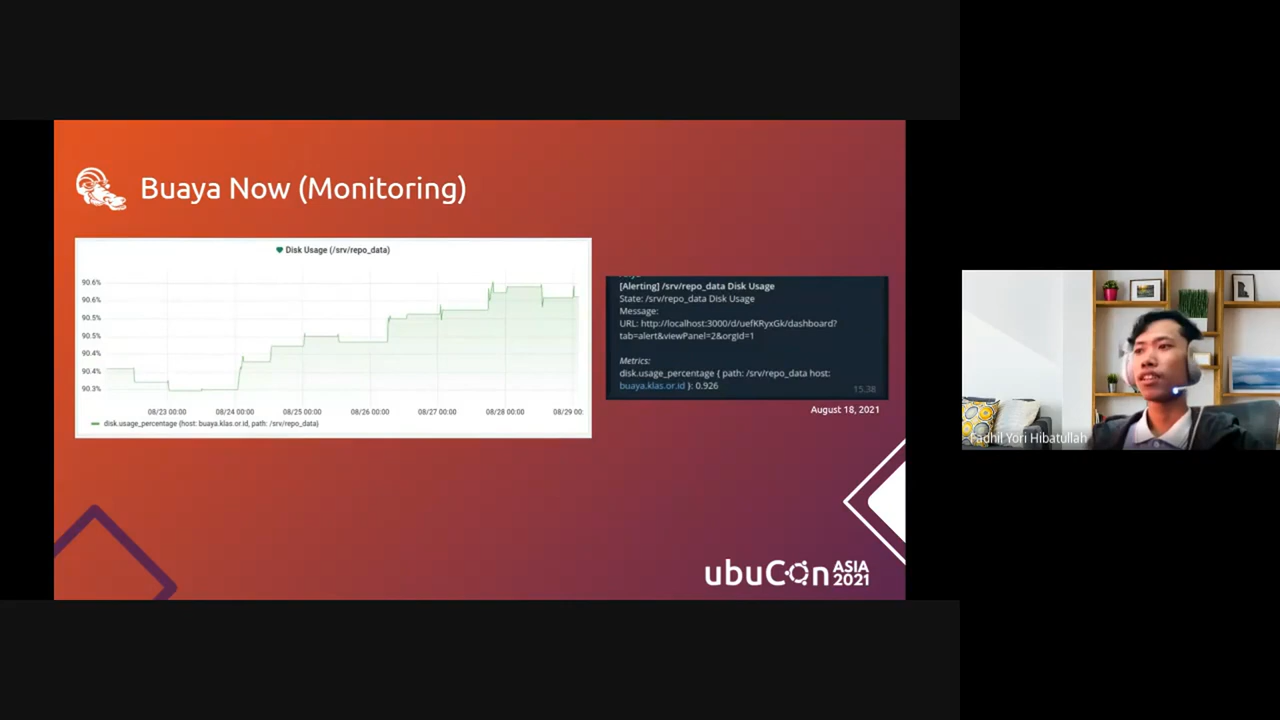 Buaya Now (Monitoring)
Disk Usage (/srv/repo_data)
90.6%
90.6%
90.5%
90.5%
90.4%
90.4%
90.3%
08/23 00:00
08/24 00:00
08/25 00:00
08/26 00:00
08/27 00:00
08/28 00:00
08/29 00:
disk.usage_percentage {host: buaya.klas.or.id, path: /srv/repo_data}
[Alerting] /srv/repo_data Disk Usage
State: /srv/repo_data Disk Usage
Message:
URL: http://localhost:3000/d/uefKRyxGk/dashboard?
tab=alert&viewPanel=2&orgId=1
Metrics:
disk.usage_percentage { path: /srv/repo_data host:
buaya.klas.or.id }: 0.926
15.38
August 18, 2021
ubuCon ASIA
2021
Fadhil Yori Hibatullah